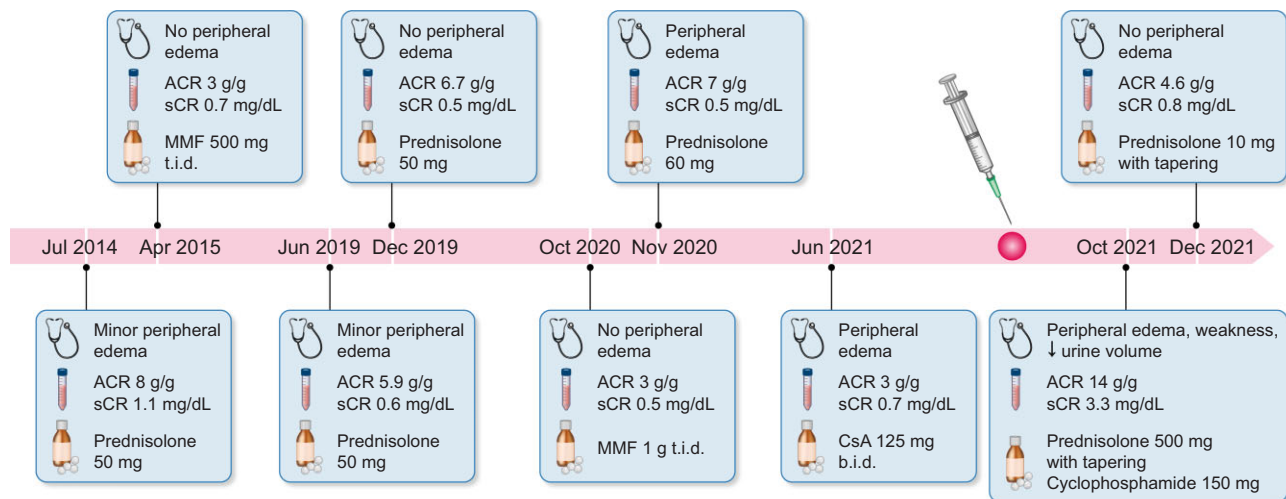 No peripheral
edema
ACR 3 g/g
sCR 0.7 mg/dL
MMF 500 mg
t.i.d.
No peripheral
edema
ACR 6.7 g/g
sCR 0.5 mg/dL
Prednisolone
50 mg
Peripheral
edema
ACR 7 g/g
sCR 0.5 mg/dL
Prednisolone
60 mg
No peripheral
edema
ACR 4.6 g/g
sCR 0.8 mg/dL
Prednisolone 10 mg
with tapering
Jul 2014
Apr 2015
Jun 2019
Dec 2019
Oct 2020
Nov 2020
Jun 2021
Oct 2021
Dec 2021
Minor peripheral
edema
ACR 8 g/g
sCR 1.1 mg/dL
Prednisolone
50 mg
Minor peripheral
edema
ACR 5.9 g/g
sCR 0.6 mg/dL
Prednisolone
50 mg
No peripheral
edema
ACR 3 g/g
sCR 0.5 mg/dL
MMF 1 g t.i.d.
Peripheral
edema
ACR 3 g/g
sCR 0.7 mg/dL
CsA 125 mg
b.i.d.
Peripheral edema, weakness,
↓ urine volume
ACR 14 g/g
sCR 3.3 mg/dL
Prednisolone 500 mg
with tapering
Cyclophosphamide 150 mg